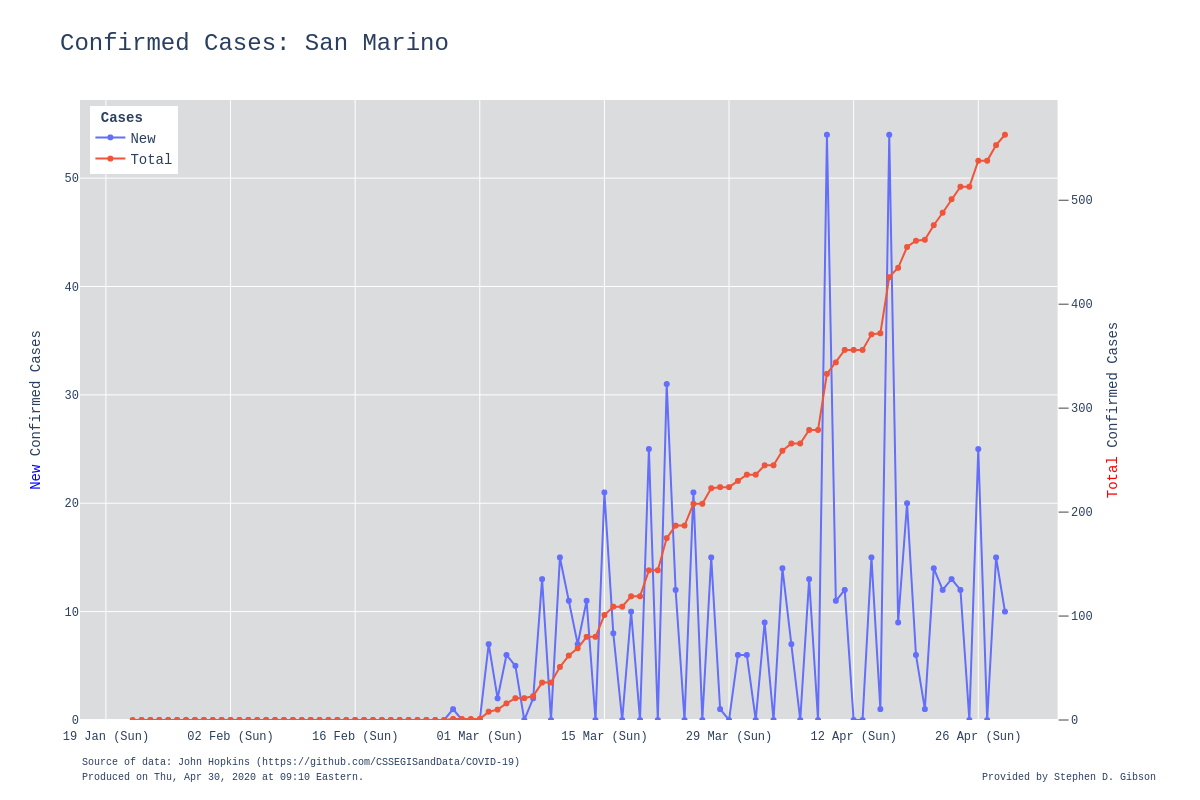 Confirmed Cases: San Marino
Cases
New
Total
50
40
30
20
10
0
500
400
300
200
100
0
New Confirmed Cases
Total Confirmed Cases
19 Jan (Sun) 02 Feb (Sun) 16 Feb (Sun) 01 Mar (Sun) 15 Mar (Sun) 29 Mar (Sun) 12 Apr (Sun) 26 Apr (Sun)
Source of data: John Hopkins (https://github.com/CSSEGISandData/COVID-19)
Produced on Thu, Apr 30, 2020 at 09:10 Eastern.
Provided by Stephen D. Gibson